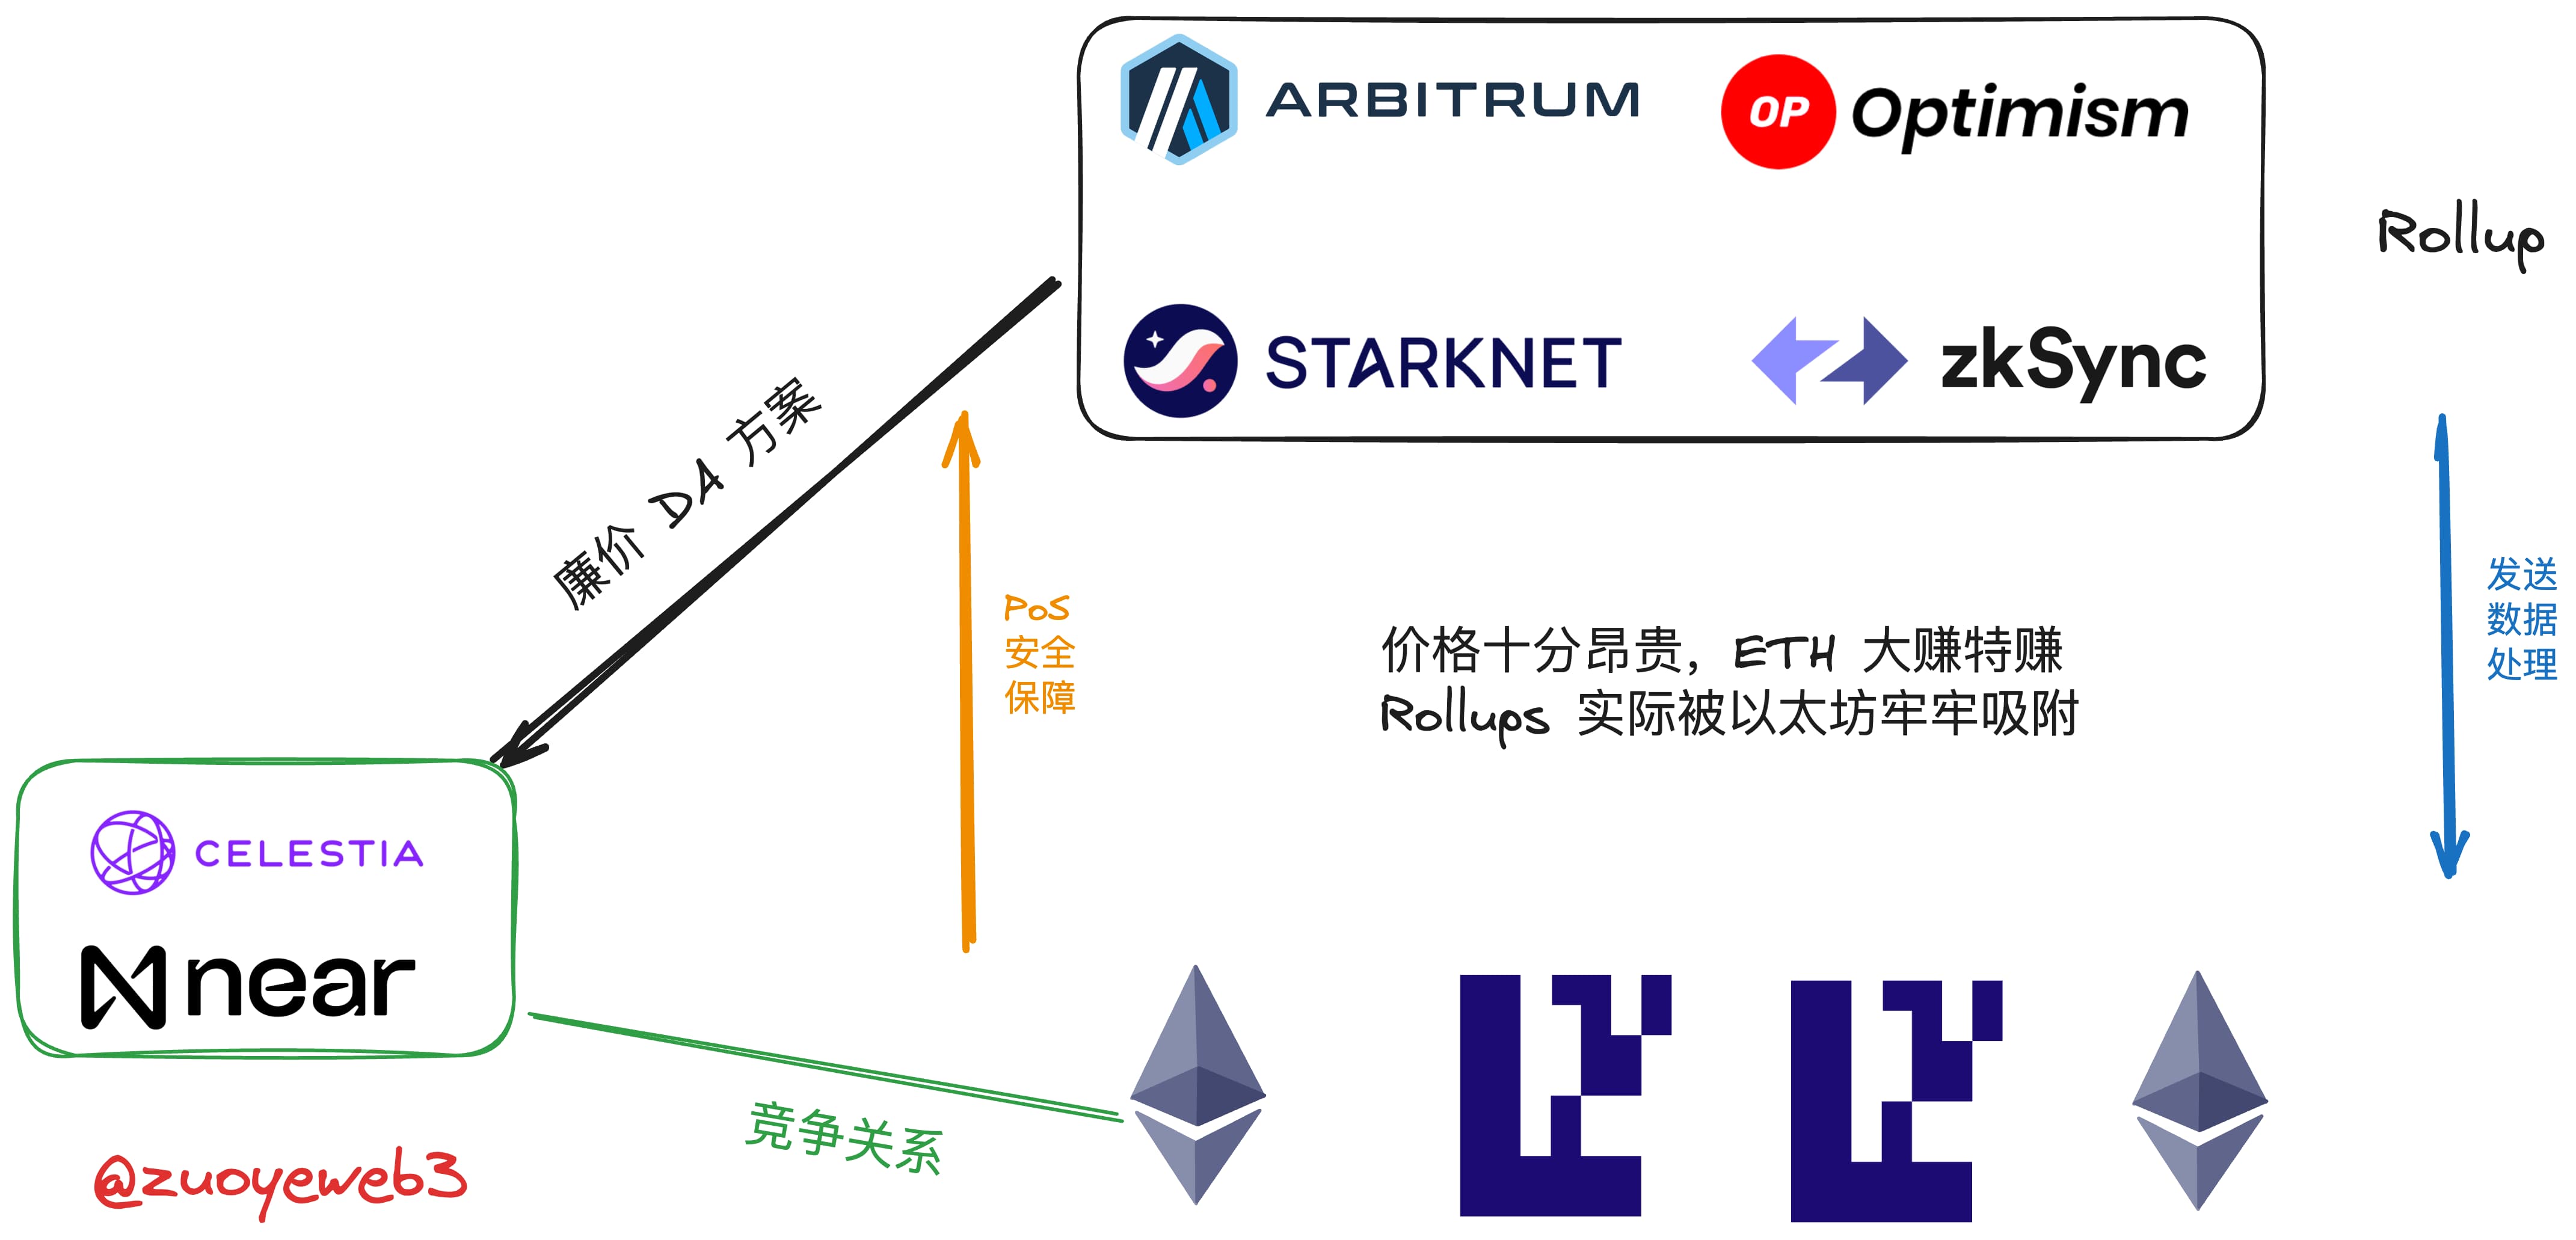 ARBITRUM
OP Optimism
STARKNET
zkSync
Rollup
廉价 DA 方案
PoS
安全
保障
价格十分昂贵，ETH 大赚特赚
Rollups 实际被以太坊牢牢吸附
发送
数据
处理
CELESTIA
near
竞争关系
@zuoyeweb3